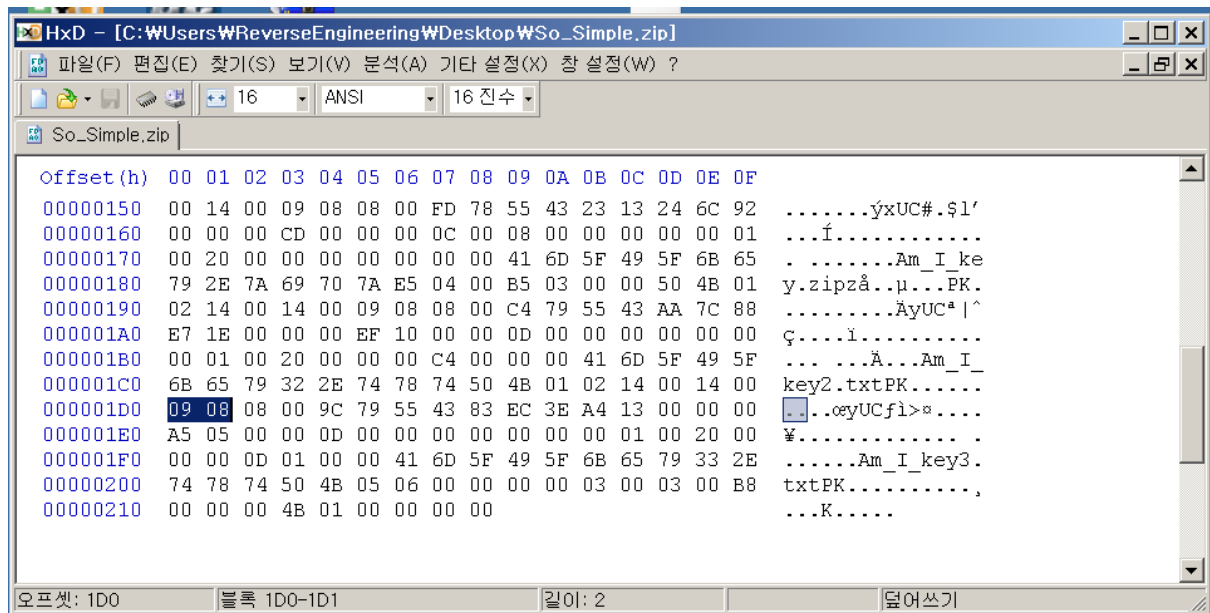 HxD - [C:₩Users₩ReverseEngineering₩Desktop₩So_Simple.zip]
파일(F) 편집(E) 찾기(S) 보기(V) 분석(A) 기타 설정(X) 창 설정(W) ?
16 ANSI 16 진수
So_Simple.zip
Offset(h) 00 01 02 03 04 05 06 07 08 09 0A 0B 0C 0D 0E 0F
00000150 00 14 00 09 08 08 00 FD 78 55 43 23 13 24 6C 92 .......ýxUC#.$l’
00000160 00 00 00 CD 00 00 00 0C 00 08 00 00 00 00 00 01 ...Í............
00000170 00 20 00 00 00 00 00 00 00 41 6D 5F 49 5F 6B 65 . .......Am_I_ke
00000180 79 2E 7A 69 70 7A E5 04 00 B5 03 00 00 50 4B 01 y.zipzå..µ...PK.
00000190 02 14 00 14 00 09 08 08 00 C4 79 55 43 AA 7C 88 .........ÄyUCª|ˆ
000001A0 E7 1E 00 00 00 EF 10 00 00 0D 00 00 00 00 00 00 ç....ï..........
000001B0 00 01 00 20 00 00 00 C4 00 00 00 41 6D 5F 49 5F ... ...Ä...Am_I_
000001C0 6B 65 79 32 2E 74 78 74 50 4B 01 02 14 00 14 00 key2.txtPK......
000001D0 09 08 08 00 9C 79 55 43 83 EC 3E A4 13 00 00 00 ....œyUCƒì>¤....
000001E0 A5 05 00 00 0D 00 00 00 00 00 00 00 01 00 20 00 ¥............. .
000001F0 00 00 0D 01 00 00 41 6D 5F 49 5F 6B 65 79 33 2E ......Am_I_key3.
00000200 74 78 74 50 4B 05 06 00 00 00 00 03 00 03 00 B8 txtPK..........¸
00000210 00 00 00 4B 01 00 00 00 00 ...K.....
오프셋: 1D0 블록 1D0-1D1 길이: 2 덮어쓰기